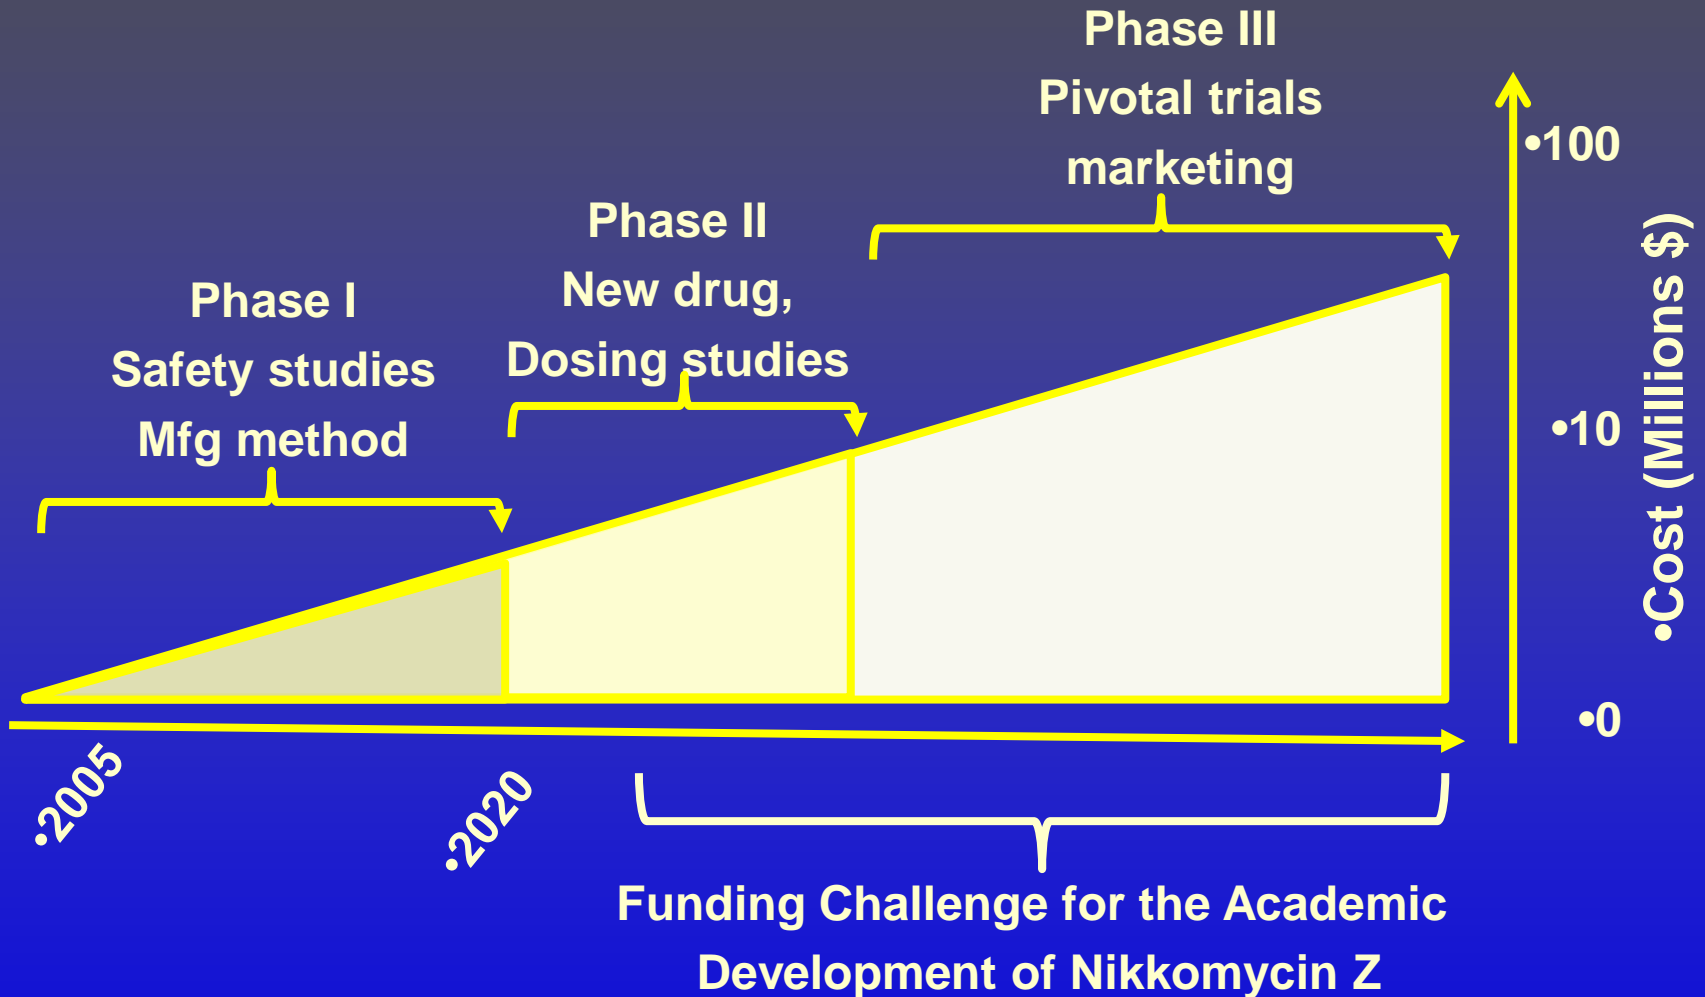 Phase III
Pivotal trials
marketing
Phase II
New drug,
Dosing studies
Phase I
Safety studies
Mfg method
•100
•10
•0
•Cost (Millions $)
•2005
•2020
Funding Challenge for the Academic
Development of Nikkomycin Z